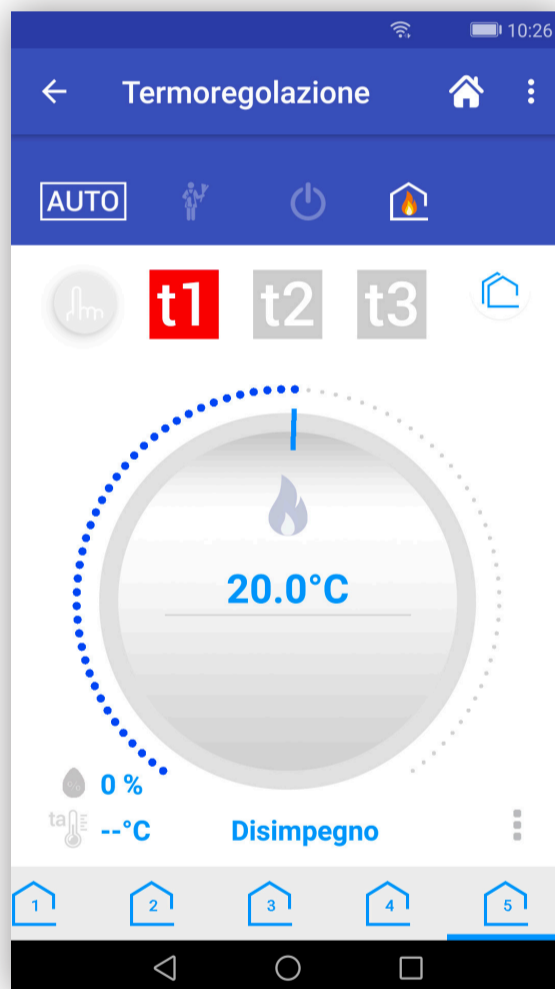 10:26
Termoregolazione
AUTO
t1 t2 t3
20.0°C
0 %
ta --°C Disimpegno
1 2 3 4 5